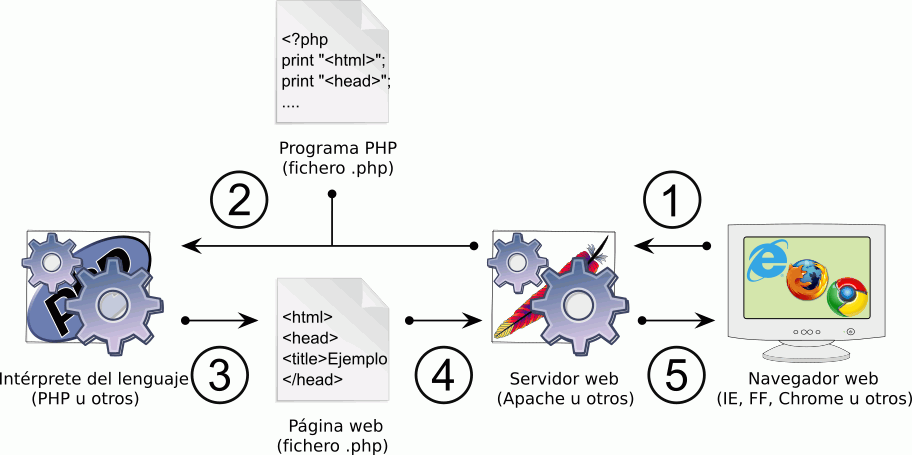 <?php
print "<html>";
print "<head>";
....
Programa PHP
(fichero .php)
2
1
PHP
3
<html>
<head>
<title>Ejemplo
</head>
4
5
Intérprete del lenguaje
(PHP u otros)
Página web
(fichero .php)
Servidor web
(Apache u otros)
Navegador web
(IE, FF, Chrome u otros)